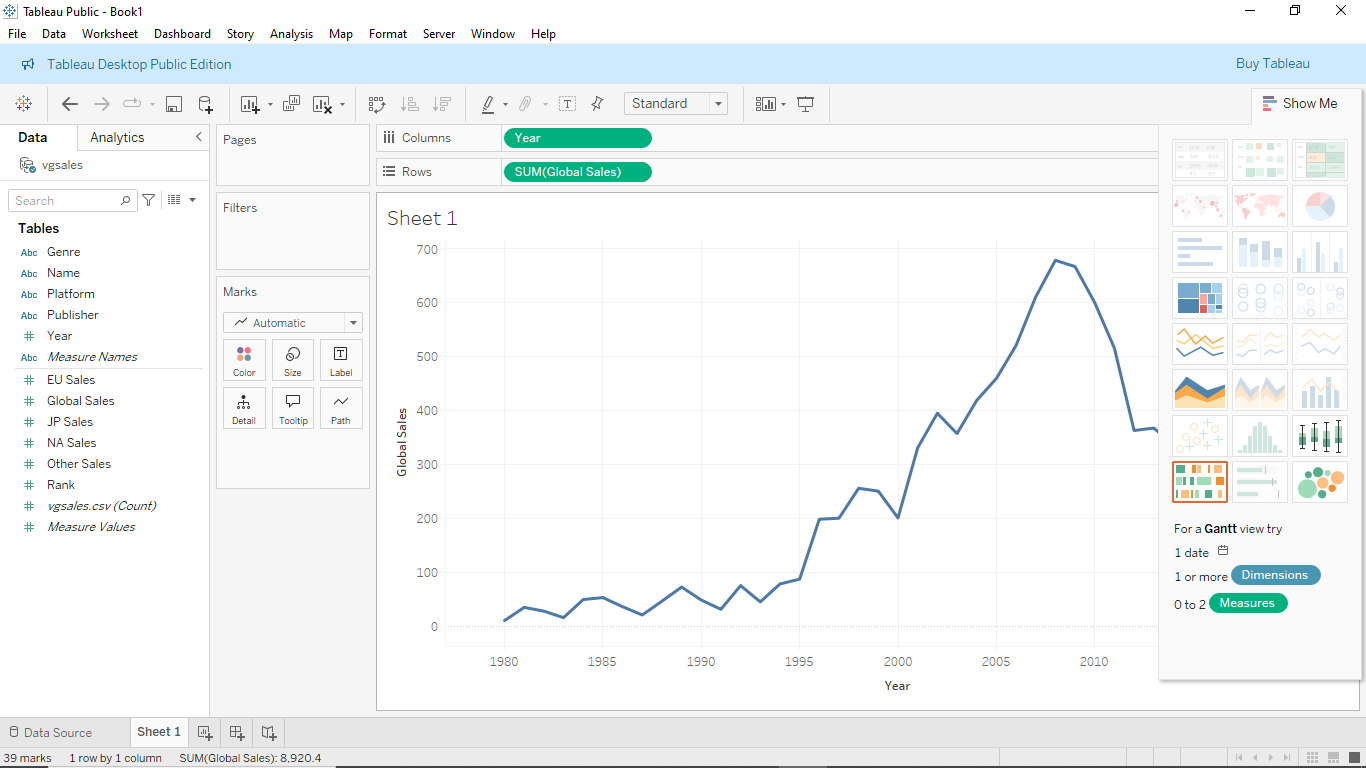 Tableau Public - Book1
File Data Worksheet Dashboard Story Analysis Map Format Server Window Help
Tableau Desktop Public Edition
Buy Tableau
Standard
Show Me
Data Analytics
vgsales
Search
Tables
Abc Genre
Abc Name
Abc Platform
Abc Publisher
Year
Abc Measure Names
EU Sales
Global Sales
JP Sales
NA Sales
Other Sales
Rank
vgsales.csv (Count)
Measure Values
Pages
Filters
Marks
Automatic
Color Size Label
Detail Tooltip Path
Columns Year
Rows SUM(Global Sales)
Sheet 1
700
600
500
400
300
200
100
0
Global Sales
1980 1985 1990 1995 2000 2005 2010
Year
For a Gantt view try
1 date
1 or more Dimensions
0 to 2 Measures
Data Source Sheet 1
39 marks 1 row by 1 column SUM(Global Sales): 8,920.4